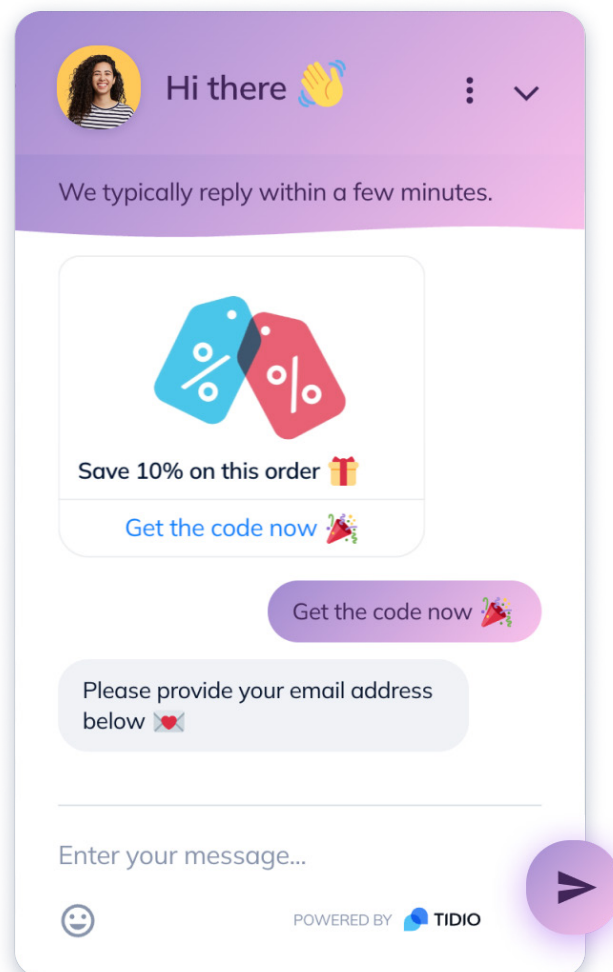 Hi there 👋
We typically reply within a few minutes.
% %
Save 10% on this order 🎁
Get the code now 🎉
Get the code now 🎉
Please provide your email address
below 💌
Enter your message...
POWERED BY TIDIO